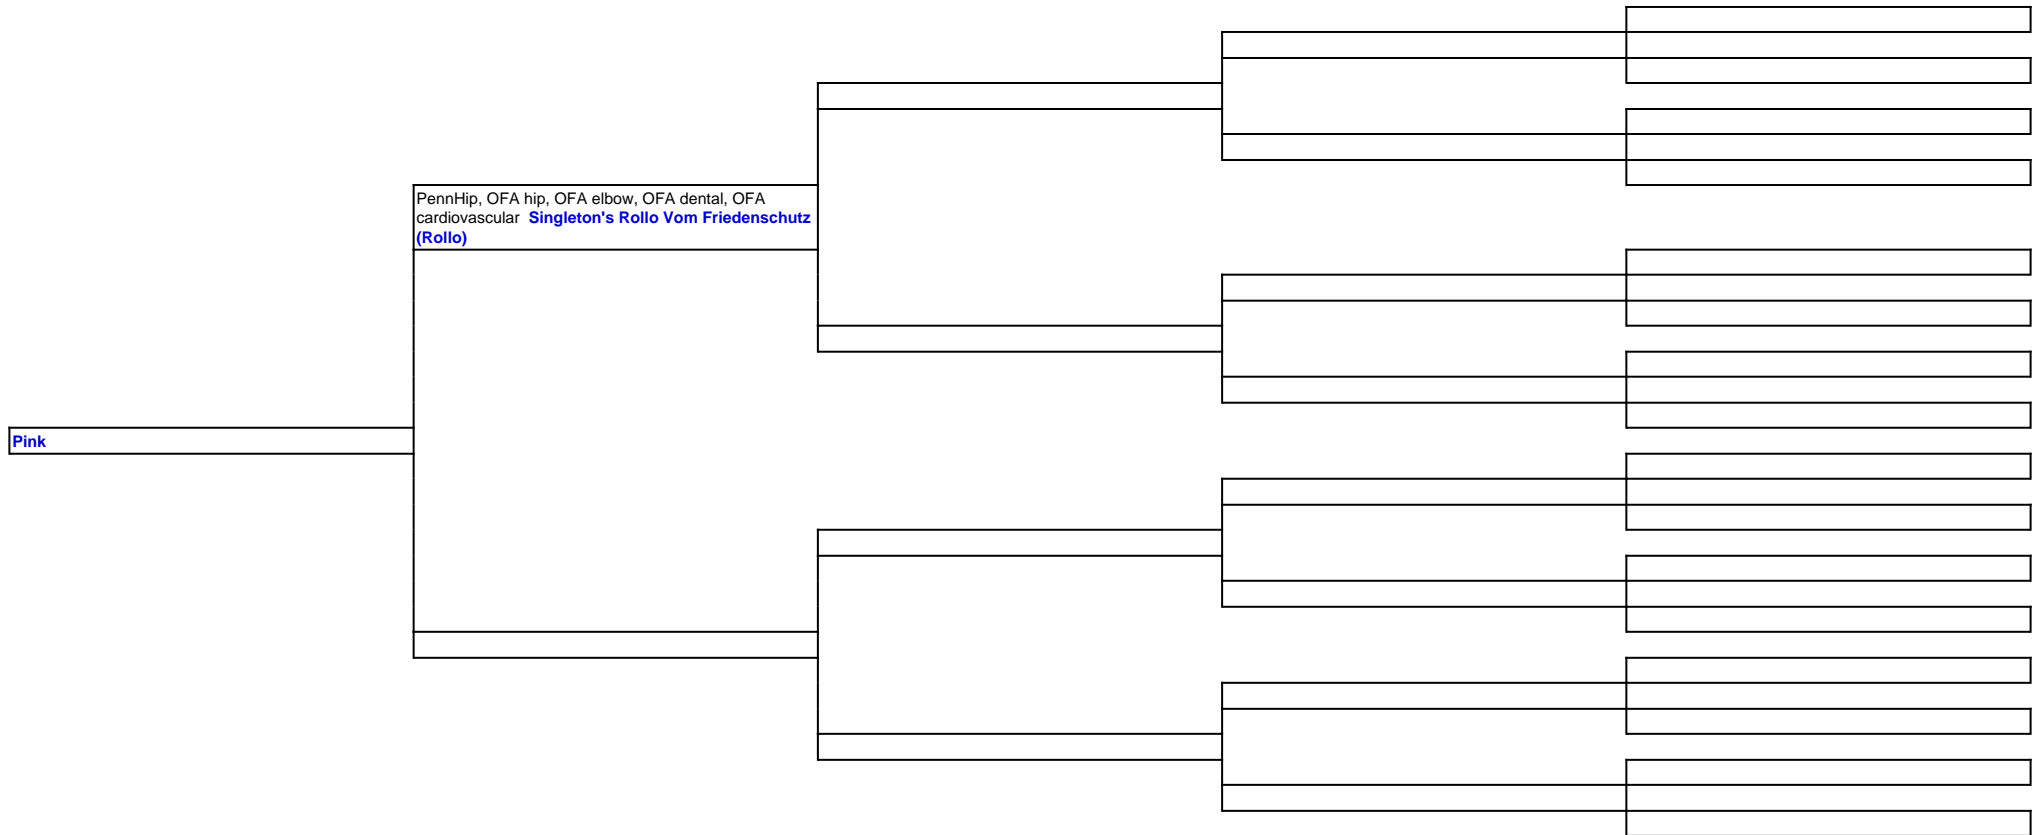 PennHip, OFA hip, OFA elbow, OFA dental, OFA
cardiovascular  Singleton's Rollo Vom Friedenschutz
(Rollo)
Pink